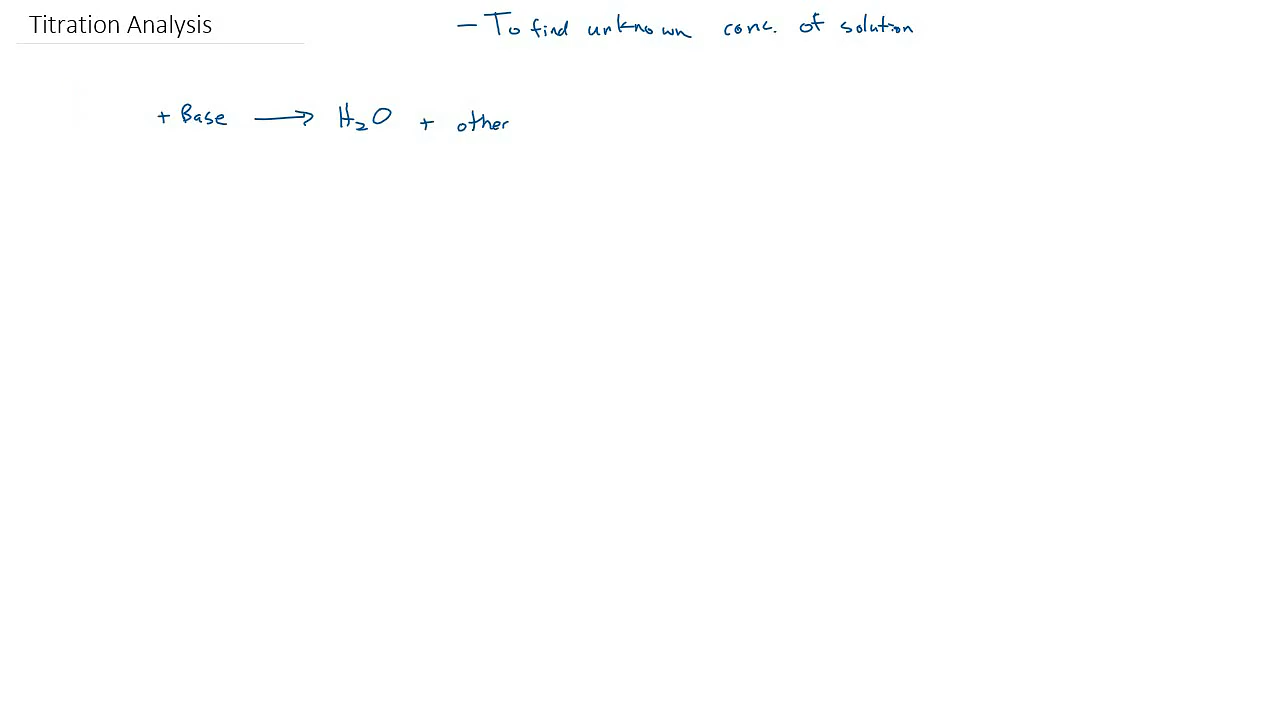 Titration Analysis
- To find unknown conc. of solution
+ Base ⟶ H₂O + other